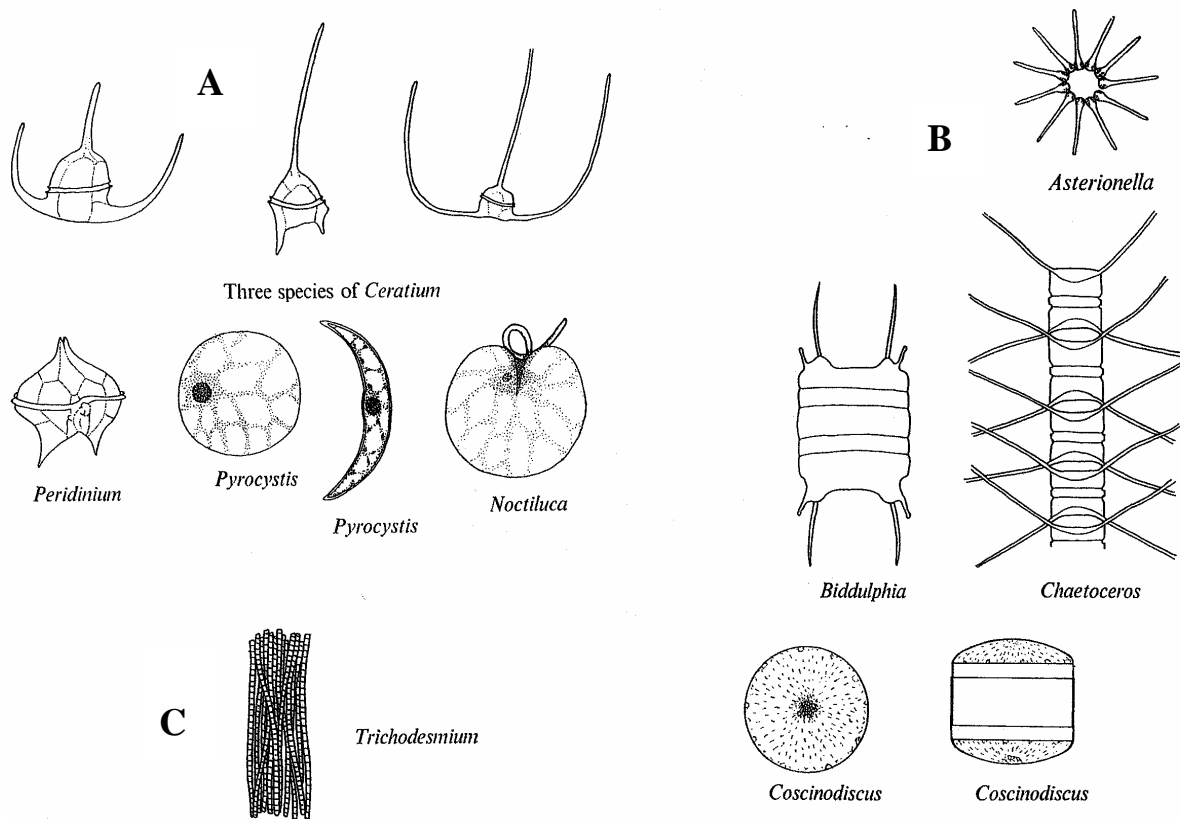 A
Three species of Ceratium
Peridinium
Pyrocystis
Pyrocystis
Noctiluca
B
Asterionella
Biddulphia
Chaetoceros
Coscinodiscus
Coscinodiscus
C
Trichodesmium